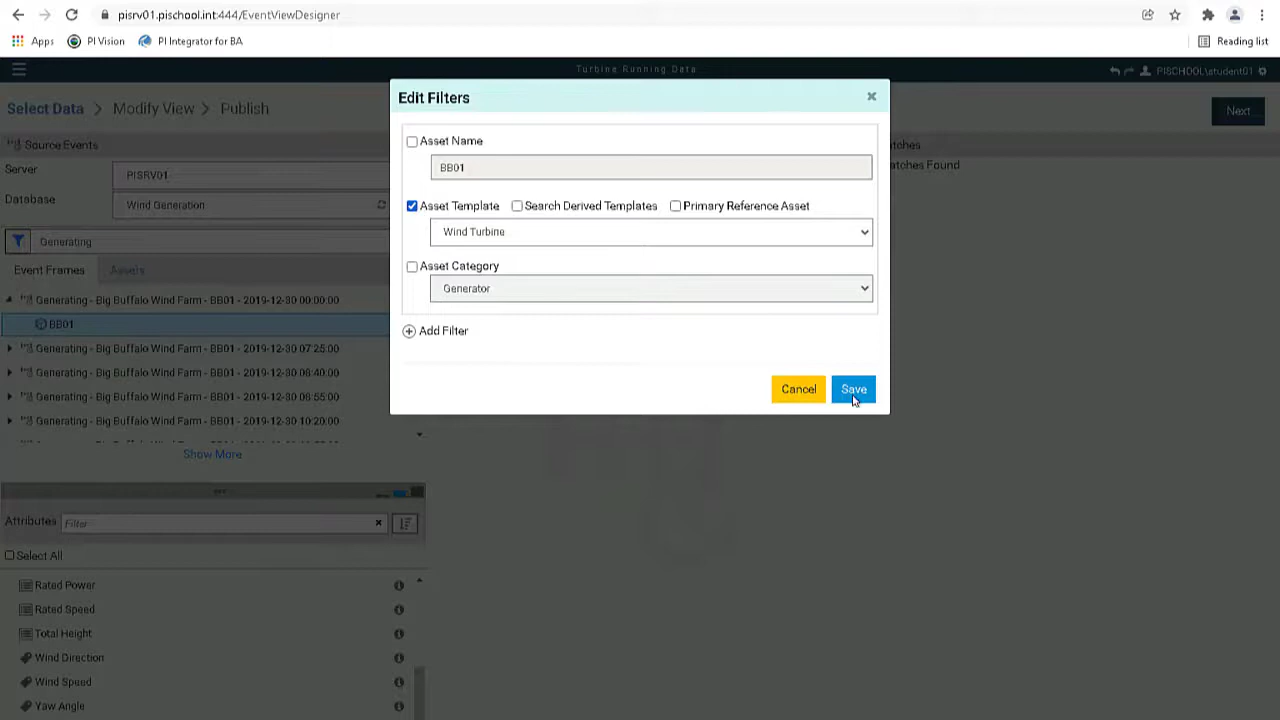 pisrv01.pischool.int:444/EventViewDesigner
Apps PI Vision PI Integrator for BA Reading list
Turbine Running Data PISCHOOL\student01
Select Data > Modify View > Publish Next
Source Events
Server PISRV01
Database Wind Generation
Generating
Event Frames Assets
Generating - Big Buffalo Wind Farm - BB01 - 2019-12-30 00:00:00
BB01
Generating - Big Buffalo Wind Farm - BB01 - 2019-12-30 07:25:00
Generating - Big Buffalo Wind Farm - BB01 - 2019-12-30 08:40:00
Generating - Big Buffalo Wind Farm - BB01 - 2019-12-30 08:55:00
Generating - Big Buffalo Wind Farm - BB01 - 2019-12-30 10:20:00
Show More
Attributes Filter
Select All
Rated Power
Rated Speed
Total Height
Wind Direction
Wind Speed
Yaw Angle
Edit Filters
Asset Name
BB01
Asset Template Search Derived Templates Primary Reference Asset
Wind Turbine
Asset Category
Generator
Add Filter
Cancel Save
atches
atches Found